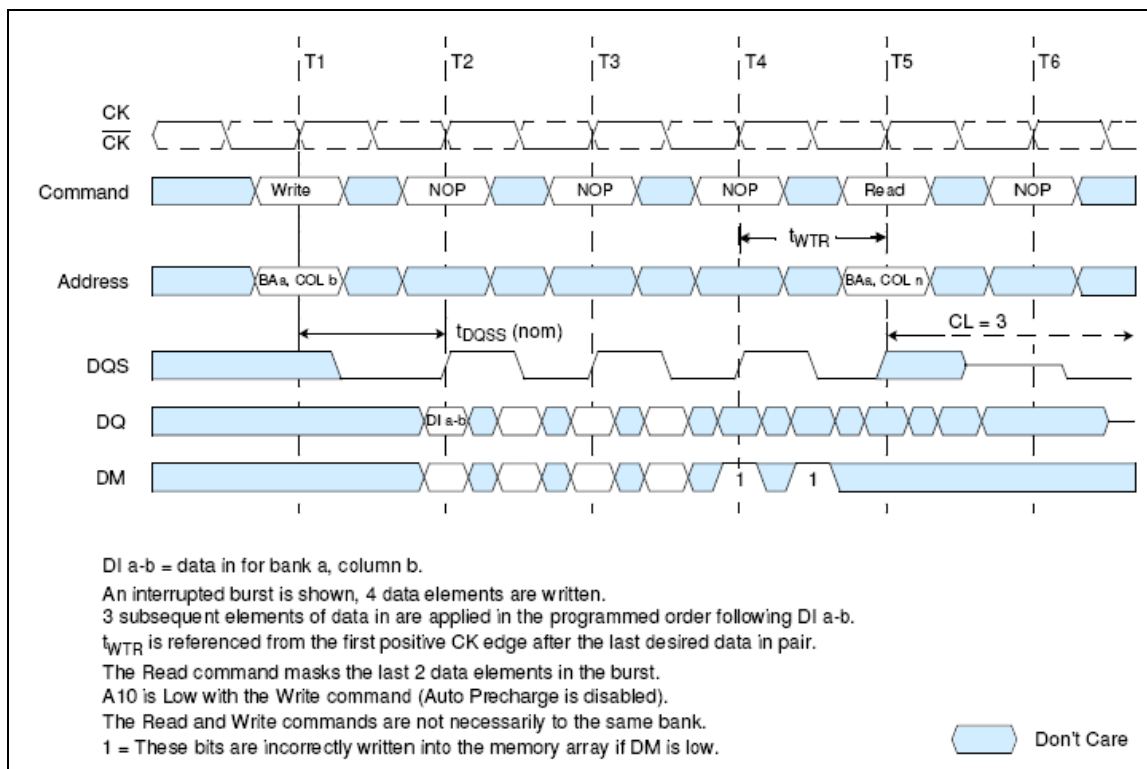 T1 T2 T3 T4 T5 T6
CK
CK
Command Write NOP NOP NOP Read NOP
tWTR
Address BAa, COL b BAa, COL n
tDQSS (nom) CL = 3
DQS
DQ DI a-b
DM 1 1
DI a-b = data in for bank a, column b.
An interrupted burst is shown, 4 data elements are written.
3 subsequent elements of data in are applied in the programmed order following DI a-b.
tWTR is referenced from the first positive CK edge after the last desired data in pair.
The Read command masks the last 2 data elements in the burst.
A10 is Low with the Write command (Auto Precharge is disabled).
The Read and Write commands are not necessarily to the same bank.
1 = These bits are incorrectly written into the memory array if DM is low.
Don't Care